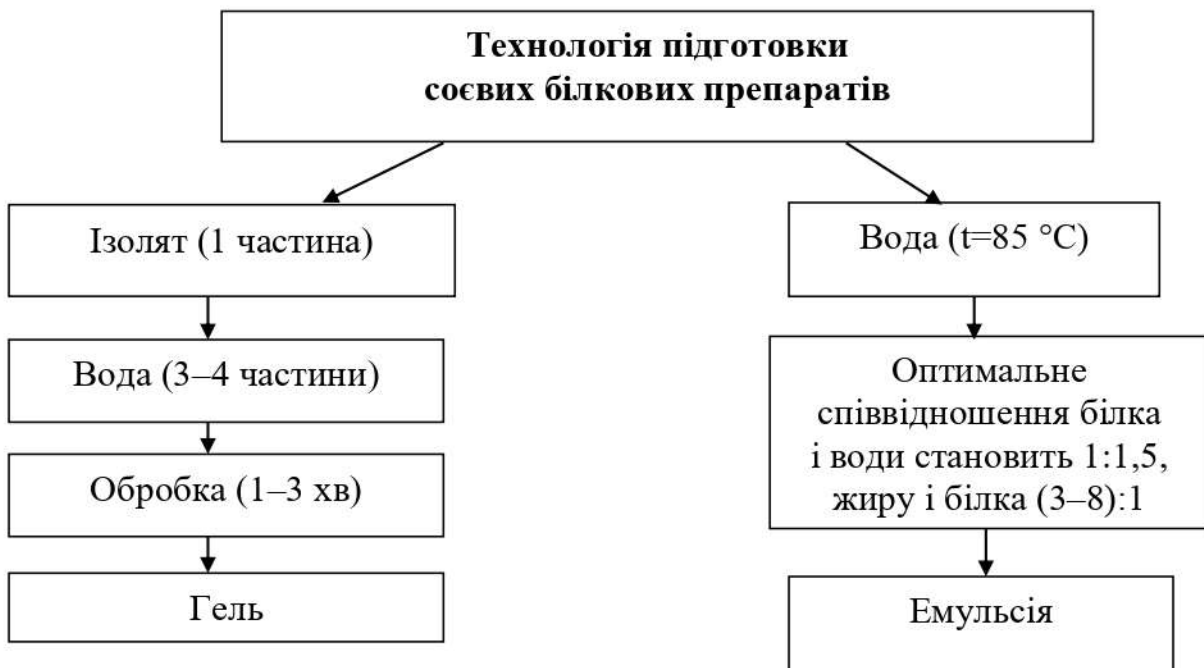 Технологія підготовки
соєвих білкових препаратів
Ізолят (1 частина)
Вода (3–4 частини)
Обробка (1–3 хв)
Гель
Вода (t=85 °С)
Оптимальне
співвідношення білка
і води становить 1:1,5,
жиру і білка (3–8):1
Емульсія